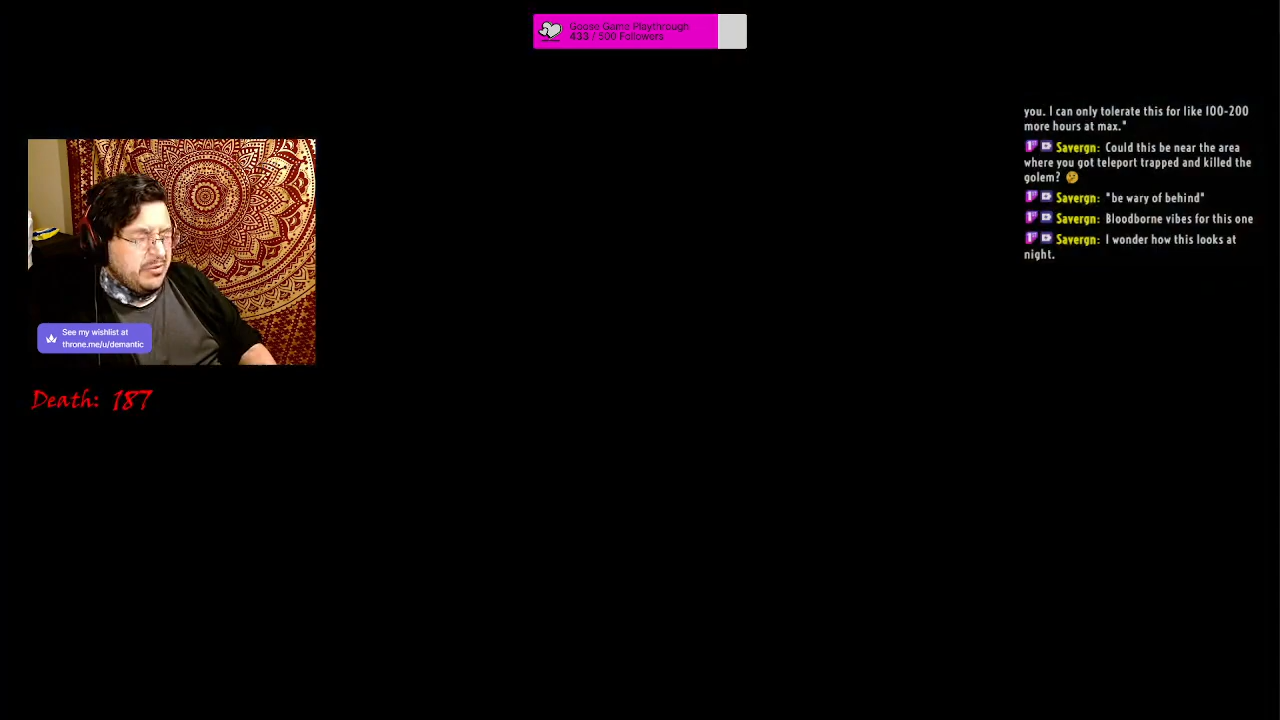 Goose Game Playthrough
433 / 500 Followers
you. I can only tolerate this for like 100-200
more hours at max."
Savergn: Could this be near the area
where you got teleport trapped and killed the
golem?
Savergn: "be wary of behind"
Savergn: Bloodborne vibes for this one
Savergn: I wonder how this looks at
night.
See my wishlist at
throne.me/u/demantic
Death: 187